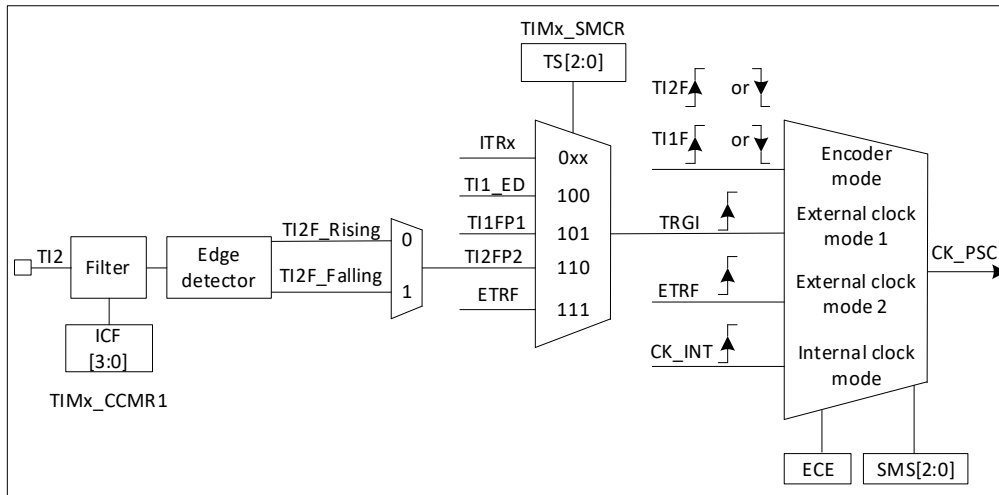 TIMx_SMCR
TS[2:0]
TI2F or
TI1F or
ITRx
0xx
TI1_ED
100
TI1FP1
101
TI2FP2
110
ETRF
111
TI2
Filter
Edge
detector
TI2F_Rising
0
TI2F_Falling
1
ICF
[3:0]
TIMx_CCMR1
TRGI
ETRF
CK_INT
Encoder
mode
External clock
mode 1
External clock
mode 2
Internal clock
mode
CK_PSC
ECE
SMS[2:0]